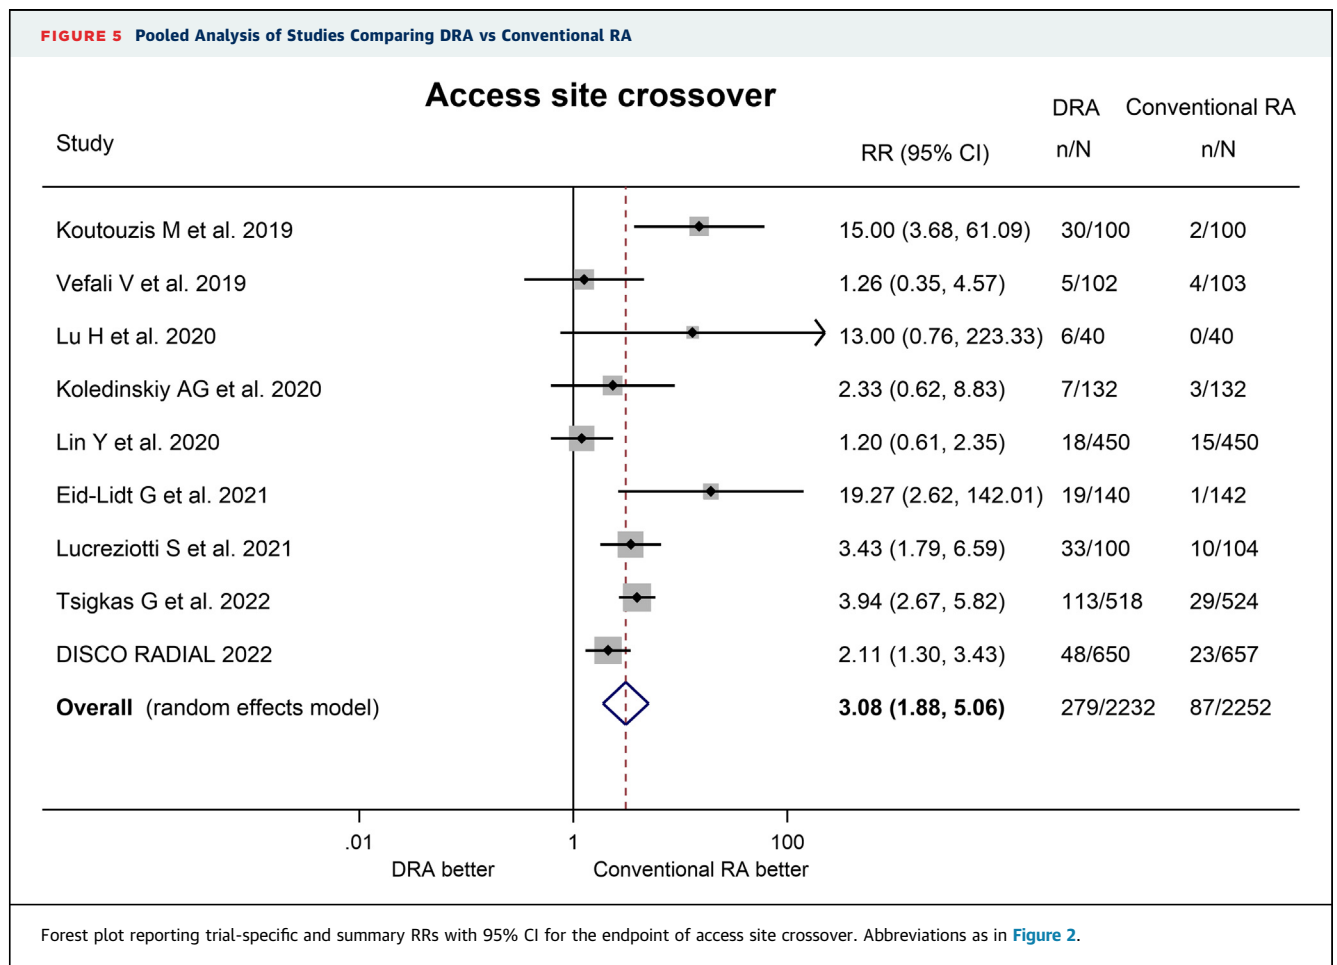 FIGURE 5 Pooled Analysis of Studies Comparing DRA vs Conventional RA
Access site crossover
DRA Conventional RA
Study RR (95% CI) n/N n/N
Koutouzis M et al. 2019 15.00 (3.68, 61.09) 30/100 2/100
Vefali V et al. 2019 1.26 (0.35, 4.57) 5/102 4/103
Lu H et al. 2020 13.00 (0.76, 223.33) 6/40 0/40
Koledinskiy AG et al. 2020 2.33 (0.62, 8.83) 7/132 3/132
Lin Y et al. 2020 1.20 (0.61, 2.35) 18/450 15/450
Eid-Lidt G et al. 2021 19.27 (2.62, 142.01) 19/140 1/142
Lucreziotti S et al. 2021 3.43 (1.79, 6.59) 33/100 10/104
Tsigkas G et al. 2022 3.94 (2.67, 5.82) 113/518 29/524
DISCO RADIAL 2022 2.11 (1.30, 3.43) 48/650 23/657
Overall (random effects model) 3.08 (1.88, 5.06) 279/2232 87/2252
.01 1 100
DRA better Conventional RA better
Forest plot reporting trial-specific and summary RRs with 95% CI for the endpoint of access site crossover. Abbreviations as in Figure 2.